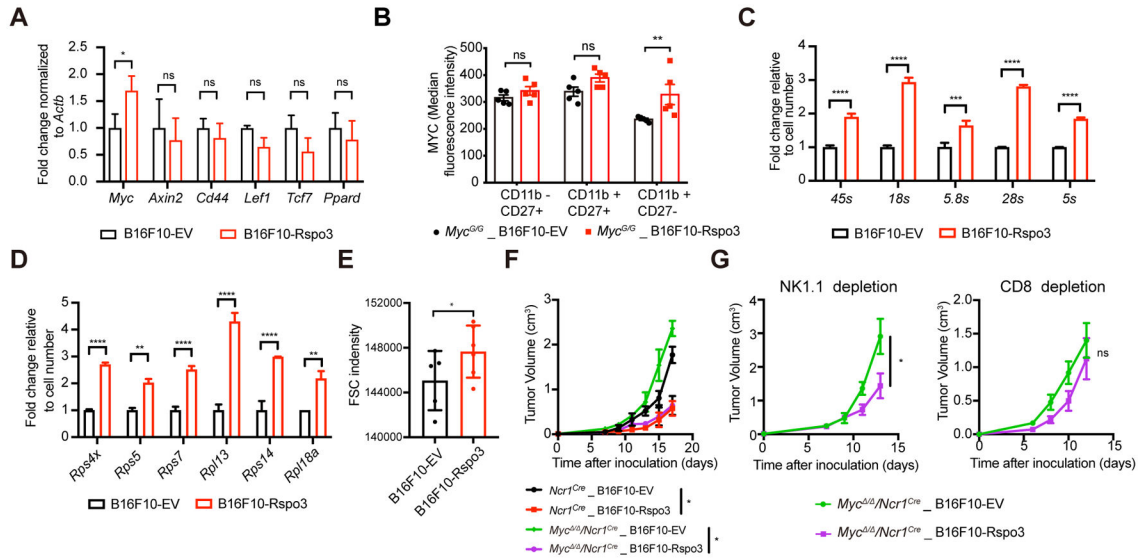 A
Fold change normalized
to Actb
2.5
2.0
1.5
1.0
0.5
0.0
*
ns
ns
ns
ns
ns
Myc
Axin2
Cd44
Lef1
Tcf7
Ppard
B16F10-EV
B16F10-Rspo3
B
MYC (Median
fluorescence intensity)
500
400
300
200
100
0
ns
ns
**
CD11b -
CD27+
CD11b +
CD27+
CD11b +
CD27-
MycG/G_ B16F10-EV
MycG/G_ B16F10-Rspo3
C
Fold change relative
to cell number
4
3
2
1
0
****
****
***
****
****
45s
18s
5.8s
28s
5s
B16F10-EV
B16F10-Rspo3
D
Fold change relative
to cell number
5
4
3
2
1
0
****
**
****
****
****
**
Rps4x
Rps5
Rps7
Rpl13
Rps14
Rpl18a
B16F10-EV
B16F10-Rspo3
E
FSC indensity
152000
148000
144000
140000
*
B16F10-EV
B16F10-Rspo3
F
Tumor Volume (cm3)
3
2
1
0
0
5
10
15
20
Time after inoculation (days)
Ncr1Cre_ B16F10-EV
Ncr1Cre_ B16F10-Rspo3
*
MycΔ/Δ/Ncr1Cre_ B16F10-EV
MycΔ/Δ/Ncr1Cre_ B16F10-Rspo3
*
G
NK1.1 depletion
Tumor Volume (cm3)
4
3
2
1
0
*
0
5
10
15
Time after inoculation (days)
CD8 depletion
Tumor Volume (cm3)
2.0
1.5
1.0
0.5
0.0
ns
0
5
10
15
Time after inoculation (days)
MycΔ/Δ/Ncr1Cre_ B16F10-EV
MycΔ/Δ/Ncr1Cre_ B16F10-Rspo3